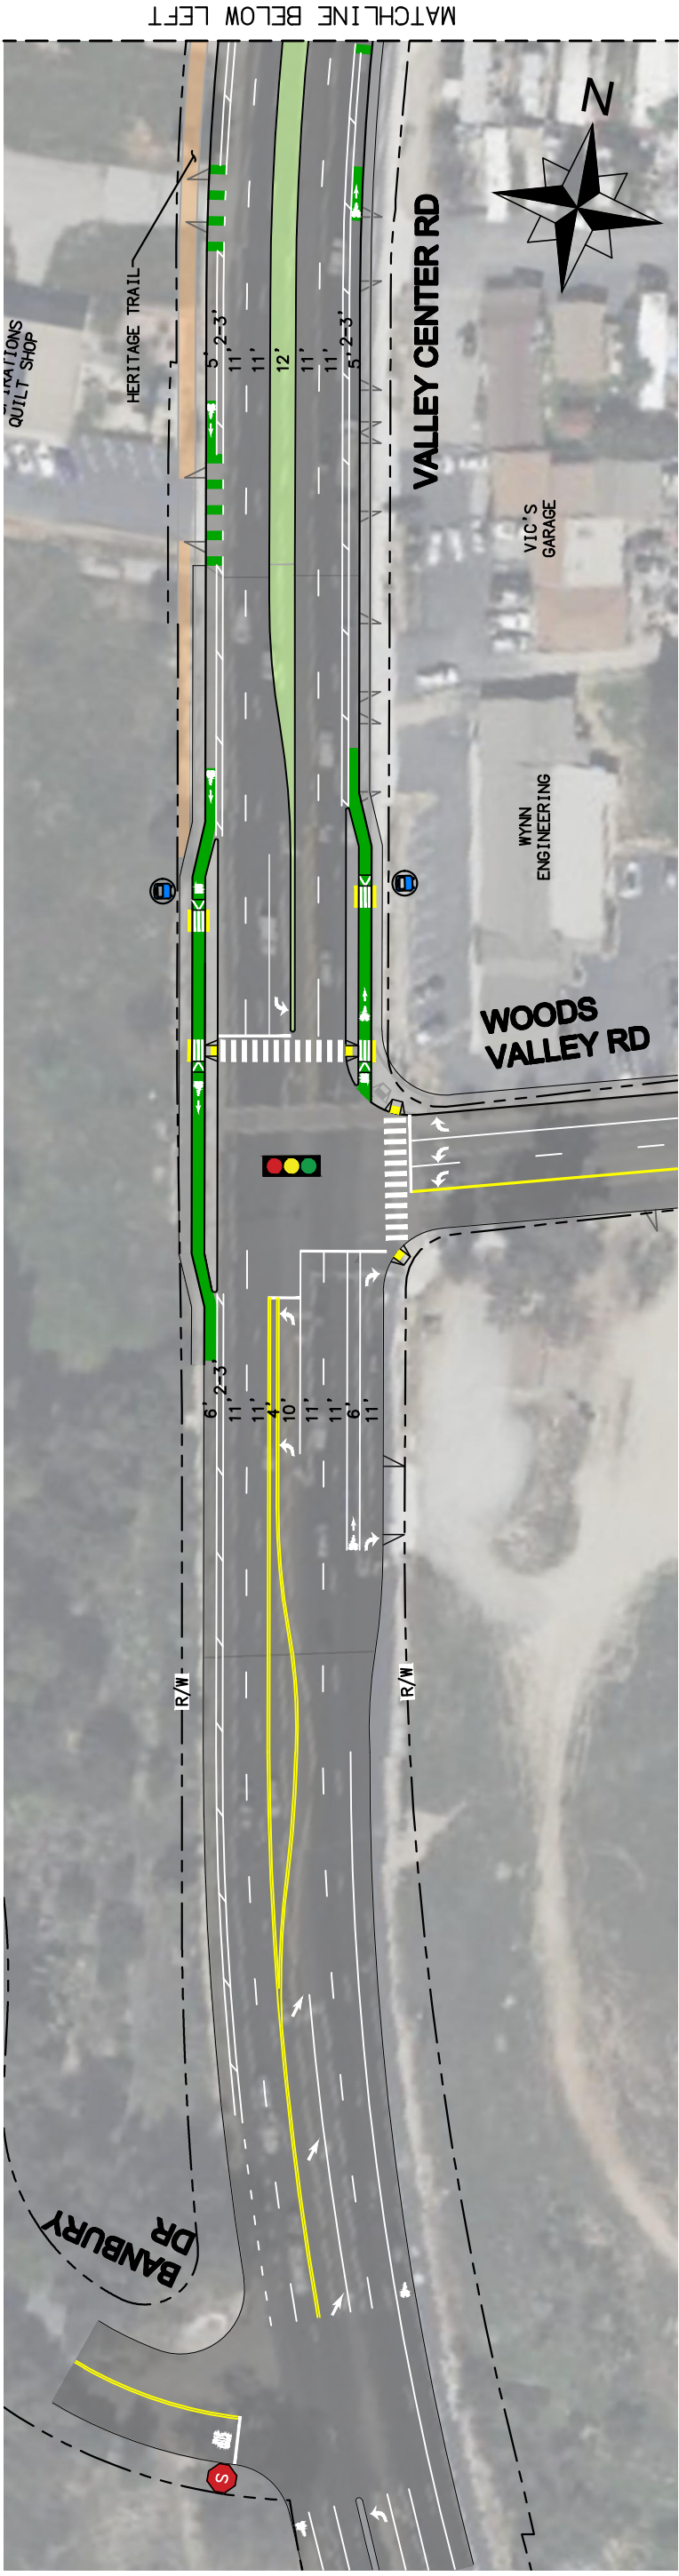 MATCHLINE BELOW LEFT
N
VALLEY CENTER RD
HERITAGE TRAIL
QUILT SHOP
5'
2-3'
11'
11'
12'
11'
11'
2-3'
5'
VIC'S
GARAGE
WYNN
ENGINEERING
WOODS
VALLEY RD
6'
2-3'
11'
11'
4'
10'
11'
11'
6'
11'
R/W
R/W
BANBURY
DR
S